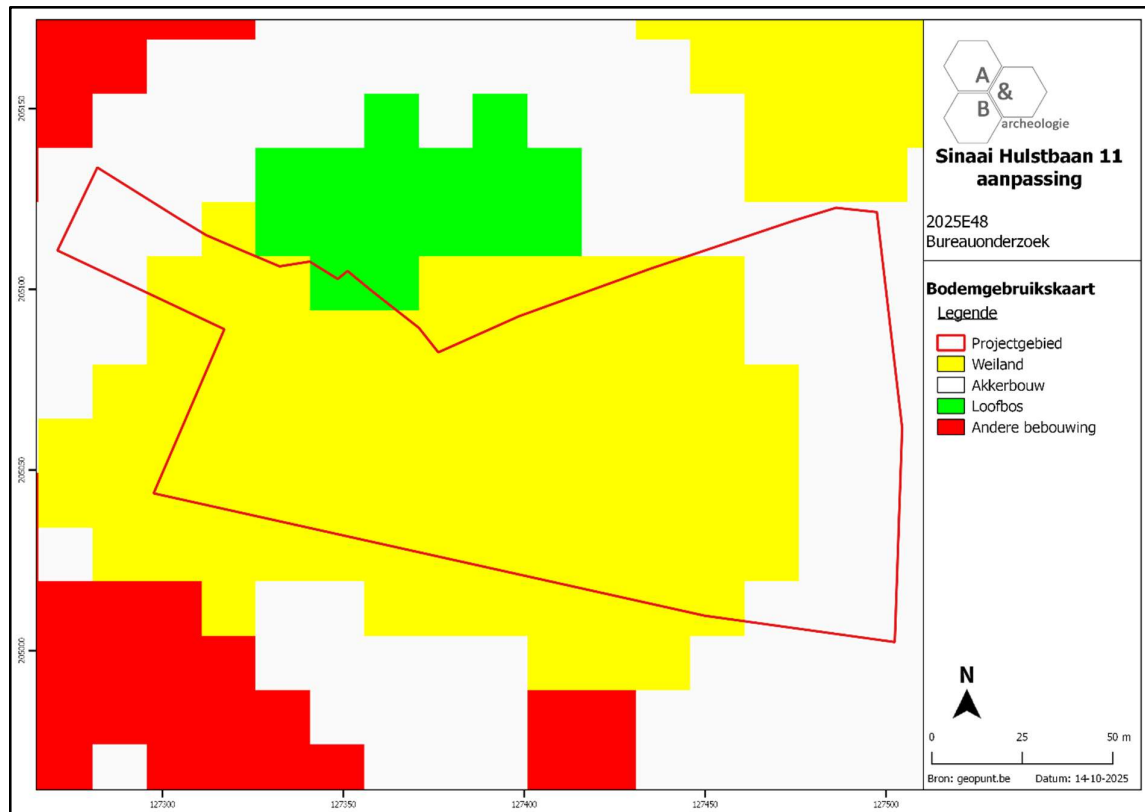 A
&
B
archeologie
Sinaai Hulstbaan 11
aanpassing
2025E48
Bureauonderzoek
Bodemgebruikskaart
Legende
Projectgebied
Weiland
Akkerbouw
Loofbos
Andere bebouwing
N
0 25 50 m
Bron: geopunt.be Datum: 14-10-2025
205150
205100
205050
205000
127300 127350 127400 127450 127500